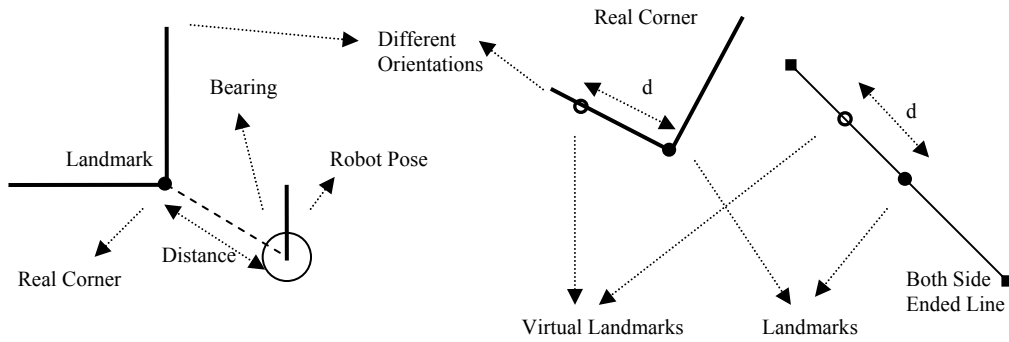 Real Corner
Different
Orientations
Bearing
d
d
Landmark
Robot Pose
Distance
Real Corner
Both Side
Ended Line
Virtual Landmarks
Landmarks